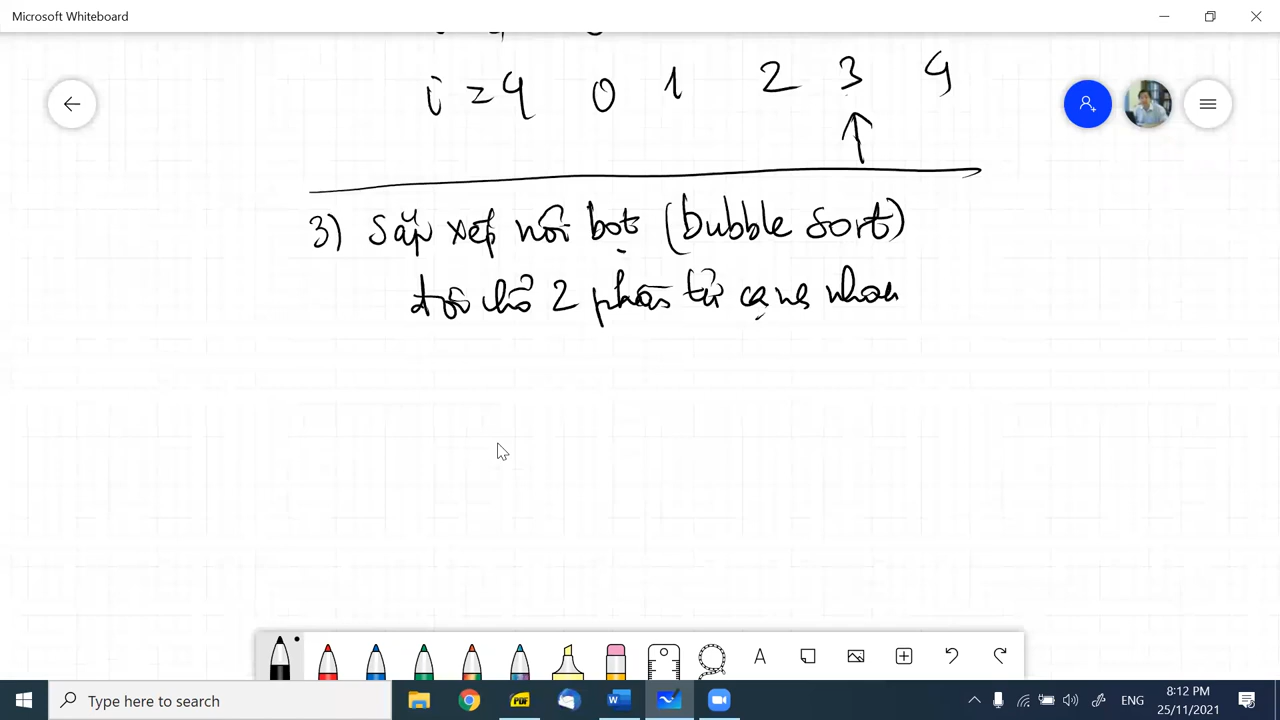 Microsoft Whiteboard
i = 4 0 1 2 3 4
3) Sắp xếp nổi bọt (bubble sort)
đổi chỗ 2 phần tử cạnh nhau
A
Type here to search
PDF
ENG
8:12 PM
25/11/2021